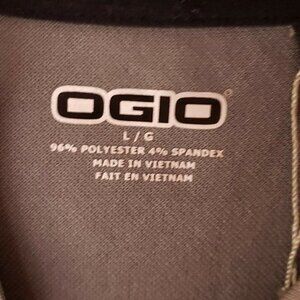 OGIO
L / G
96% POLYESTER 4% SPANDEX
MADE IN VIETNAM
FAIT EN VIETNAM